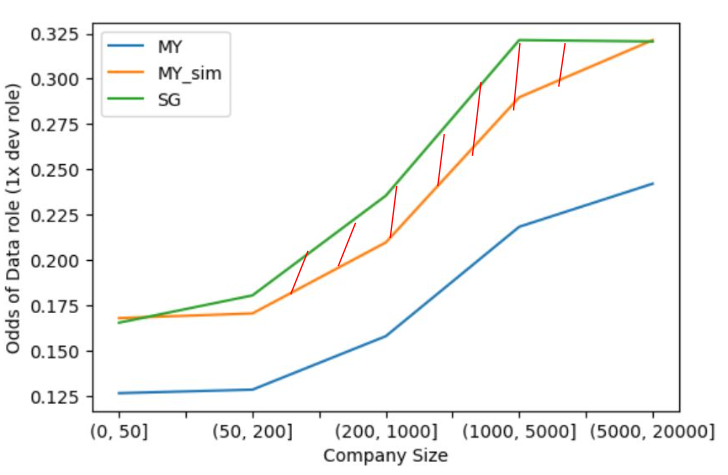 0.325
0.300
0.275
0.250
0.225
0.200
0.175
0.150
0.125
Odds of Data role (1x dev role)
MY
MY_sim
SG
(0, 50] (50, 200] (200, 1000] (1000, 5000] (5000, 20000]
Company Size